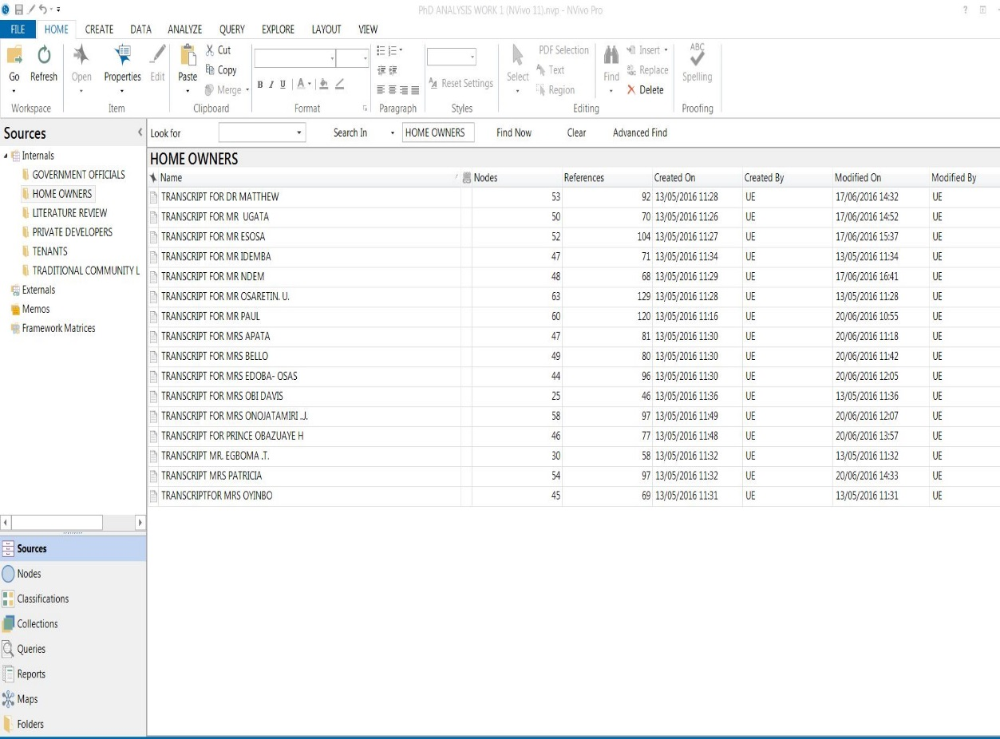 PhD ANALYSIS WORK 1 (NVivo 11).nvp - NVivo Pro
?
FILE HOME CREATE DATA ANALYZE QUERY EXPLORE LAYOUT VIEW
Go Refresh Open Properties Edit Paste Cut Copy Merge B I U A Reset Settings Select PDF Selection Text Region Find Insert Replace Delete ABC Spelling
Workspace Item Clipboard Format Paragraph Styles Editing Proofing
Sources
Look for Search In HOME OWNERS Find Now Clear Advanced Find
Internals
GOVERNMENT OFFICIALS
HOME OWNERS
LITERATURE REVIEW
PRIVATE DEVELOPERS
TENANTS
TRADITIONAL COMMUNITY L
Externals
Memos
Framework Matrices
HOME OWNERS
Name Nodes References Created On Created By Modified On Modified By
TRANSCRIPT FOR DR MATTHEW 53 92 13/05/2016 11:28 UE 17/06/2016 14:32 UE
TRANSCRIPT FOR MR UGATA 50 70 13/05/2016 11:26 UE 17/06/2016 14:52 UE
TRANSCRIPT FOR MR ESOSA 52 104 13/05/2016 11:27 UE 17/06/2016 15:37 UE
TRANSCRIPT FOR MR IDEMBA 47 71 13/05/2016 11:34 UE 13/05/2016 11:34 UE
TRANSCRIPT FOR MR NDEM 48 68 13/05/2016 11:29 UE 17/06/2016 16:41 UE
TRANSCRIPT FOR MR OSARETIN. U. 63 129 13/05/2016 11:28 UE 13/05/2016 11:28 UE
TRANSCRIPT FOR MR PAUL 60 120 13/05/2016 11:16 UE 20/06/2016 10:55 UE
TRANSCRIPT FOR MRS APATA 47 81 13/05/2016 11:30 UE 20/06/2016 11:18 UE
TRANSCRIPT FOR MRS BELLO 49 80 13/05/2016 11:30 UE 20/06/2016 11:42 UE
TRANSCRIPT FOR MRS EDOBA- OSAS 44 96 13/05/2016 11:30 UE 20/06/2016 12:05 UE
TRANSCRIPT FOR MRS OBI DAVIS 25 46 13/05/2016 11:36 UE 13/05/2016 11:36 UE
TRANSCRIPT FOR MRS ONOJATAMIRI .J. 58 97 13/05/2016 11:49 UE 20/06/2016 12:07 UE
TRANSCRIPT FOR PRINCE OBAZUAYE H 46 77 13/05/2016 11:48 UE 20/06/2016 13:57 UE
TRANSCRIPT MR. EGBOMA .T. 30 58 13/05/2016 11:32 UE 13/05/2016 11:32 UE
TRANSCRIPT MRS PATRICIA 54 97 13/05/2016 11:32 UE 20/06/2016 14:33 UE
TRANSCRIPTFOR MRS OYINBO 45 69 13/05/2016 11:31 UE 13/05/2016 11:31 UE
Sources
Nodes
Classifications
Collections
Queries
Reports
Maps
Folders